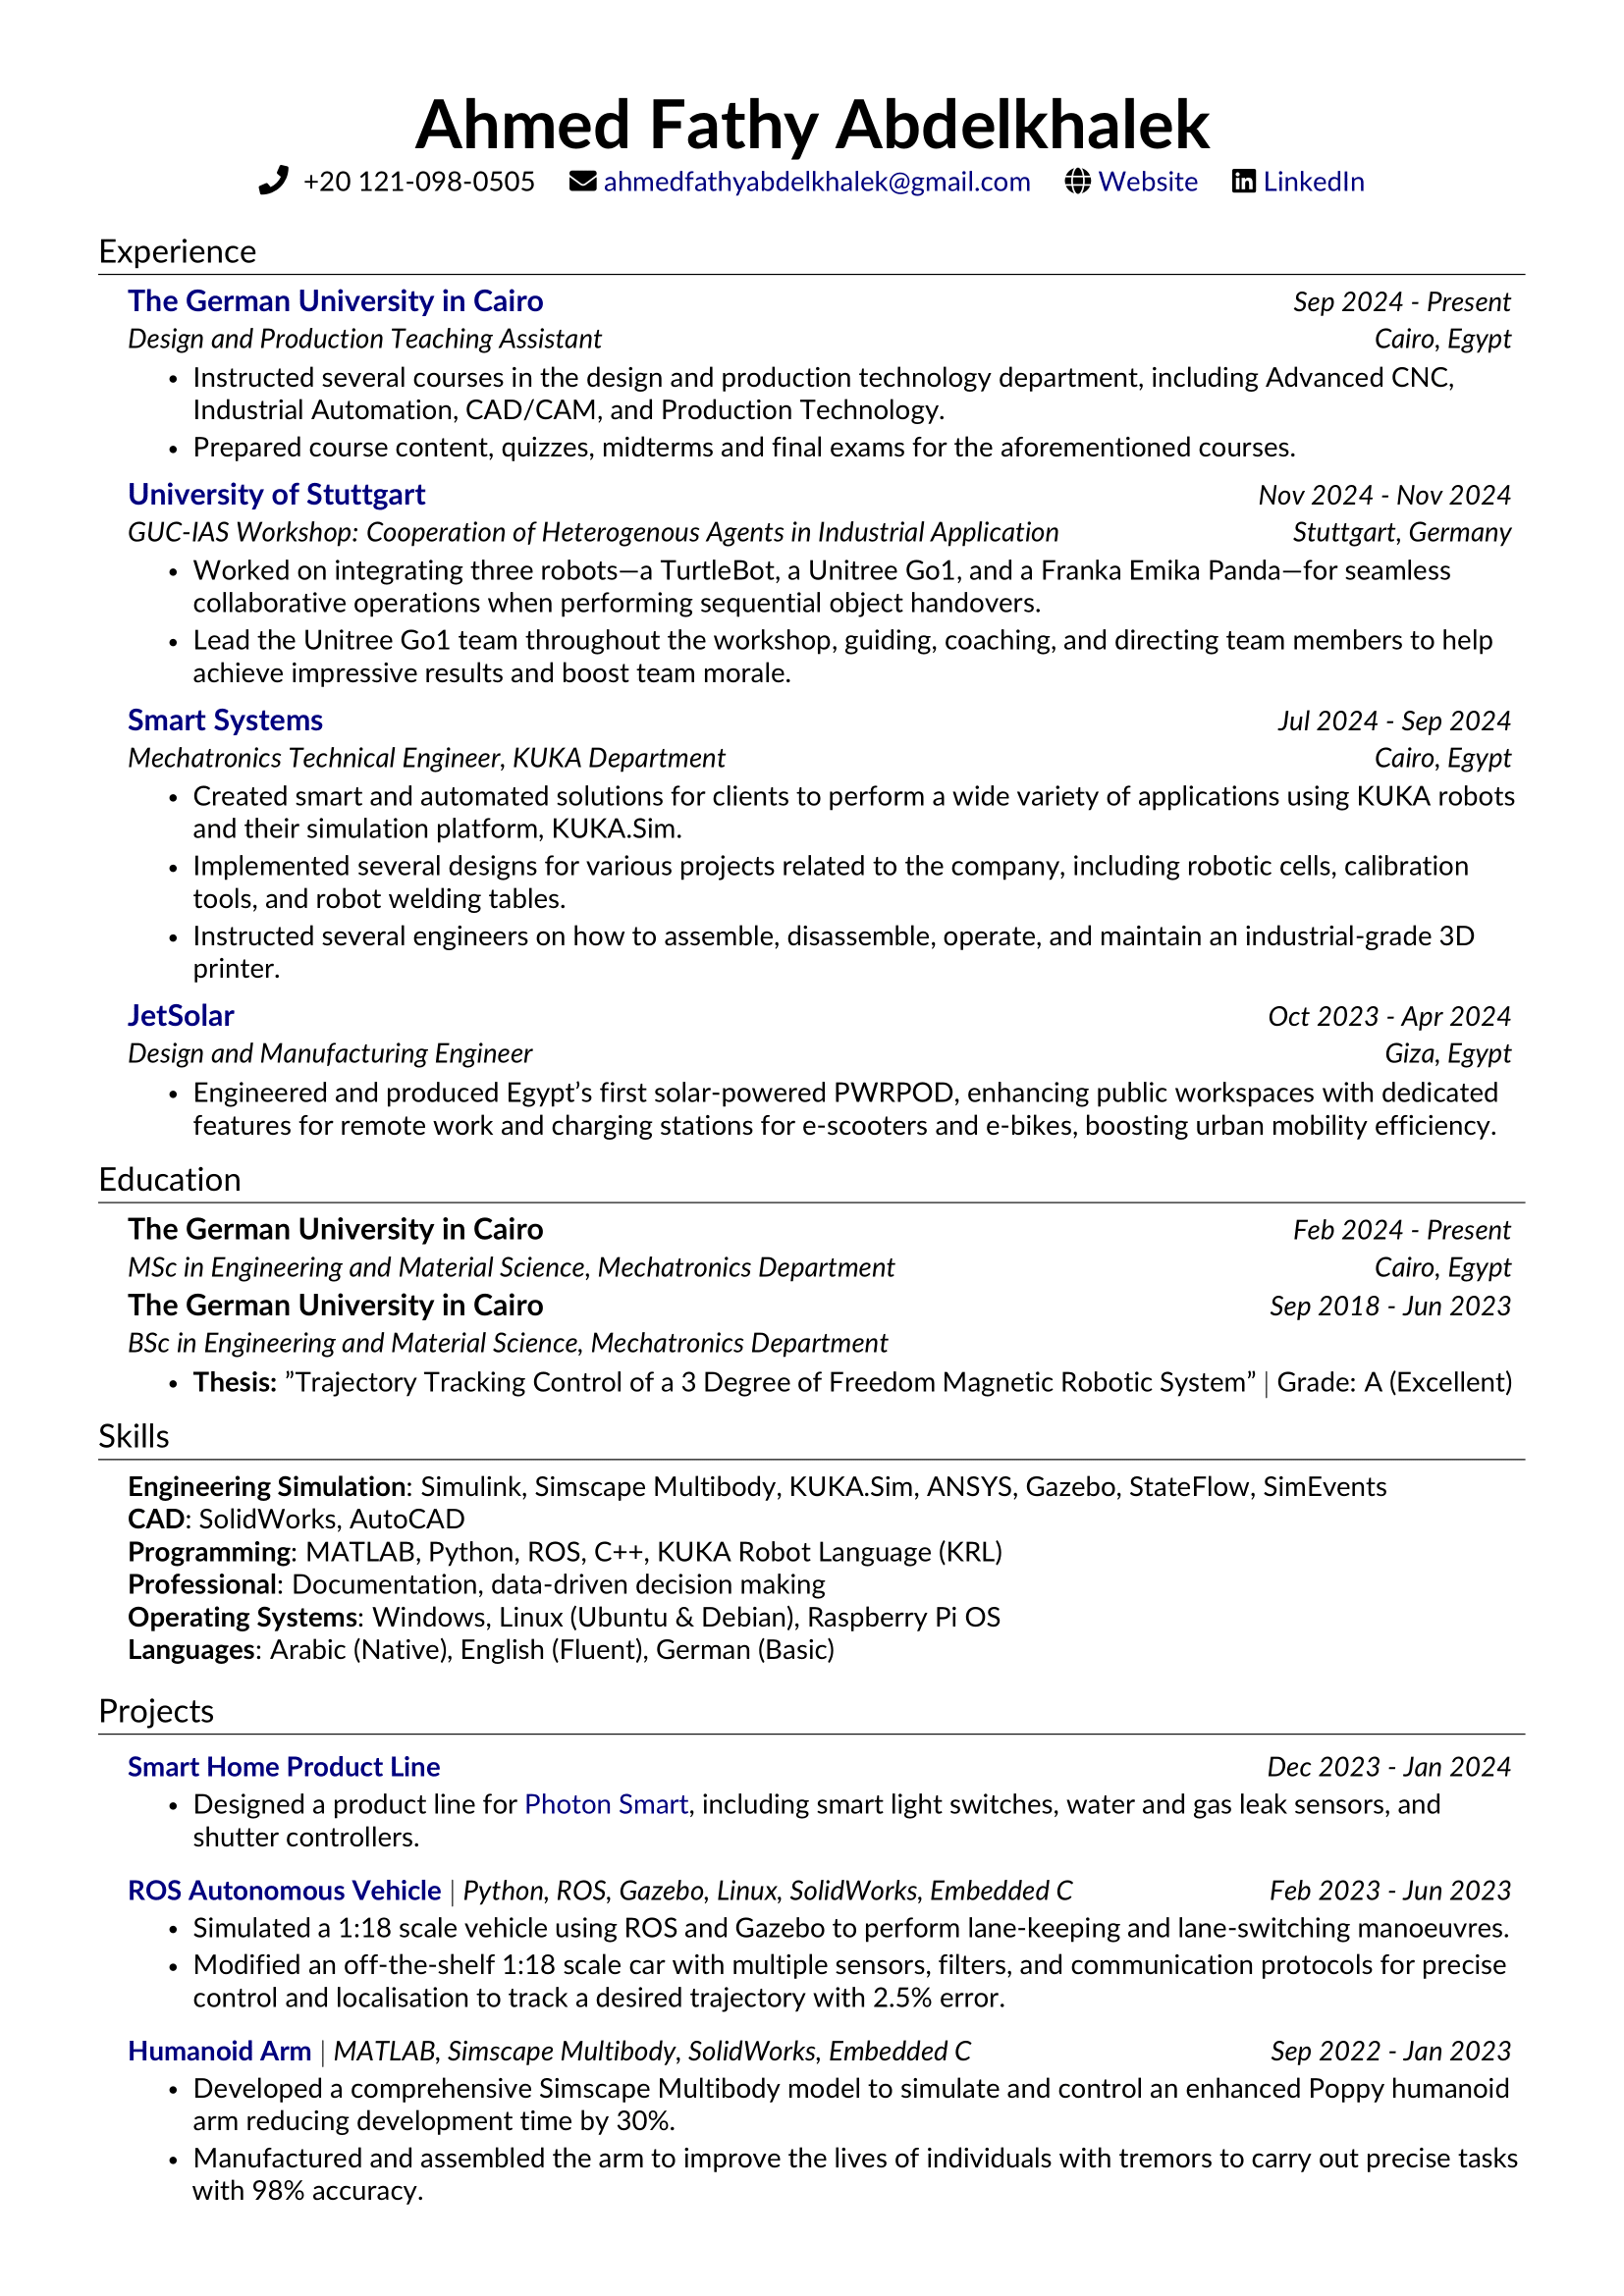 Ahmed Fathy Abdelkhalek
+20 121-098-0505 ahmedfathyabdelkhalek@gmail.com Website LinkedIn
Experience
The German University in Cairo Sep 2024 - Present
Design and Production Teaching Assistant Cairo, Egypt
• Instructed several courses in the design and production technology department, including Advanced CNC,
Industrial Automation, CAD/CAM, and Production Technology.
• Prepared course content, quizzes, midterms and final exams for the aforementioned courses.
University of Stuttgart Nov 2024 - Nov 2024
GUC-IAS Workshop: Cooperation of Heterogenous Agents in Industrial Application Stuttgart, Germany
• Worked on integrating three robots—a TurtleBot, a Unitree Go1, and a Franka Emika Panda—for seamless
collaborative operations when performing sequential object handovers.
• Lead the Unitree Go1 team throughout the workshop, guiding, coaching, and directing team members to help
achieve impressive results and boost team morale.
Smart Systems Jul 2024 - Sep 2024
Mechatronics Technical Engineer, KUKA Department Cairo, Egypt
• Created smart and automated solutions for clients to perform a wide variety of applications using KUKA robots
and their simulation platform, KUKA.Sim.
• Implemented several designs for various projects related to the company, including robotic cells, calibration
tools, and robot welding tables.
• Instructed several engineers on how to assemble, disassemble, operate, and maintain an industrial-grade 3D
printer.
JetSolar Oct 2023 - Apr 2024
Design and Manufacturing Engineer Giza, Egypt
• Engineered and produced Egypt’s first solar-powered PWRPOD, enhancing public workspaces with dedicated
features for remote work and charging stations for e-scooters and e-bikes, boosting urban mobility efficiency.
Education
The German University in Cairo Feb 2024 - Present
MSc in Engineering and Material Science, Mechatronics Department Cairo, Egypt
The German University in Cairo Sep 2018 - Jun 2023
BSc in Engineering and Material Science, Mechatronics Department
• Thesis: ”Trajectory Tracking Control of a 3 Degree of Freedom Magnetic Robotic System” | Grade: A (Excellent)
Skills
Engineering Simulation: Simulink, Simscape Multibody, KUKA.Sim, ANSYS, Gazebo, StateFlow, SimEvents
CAD: SolidWorks, AutoCAD
Programming: MATLAB, Python, ROS, C++, KUKA Robot Language (KRL)
Professional: Documentation, data-driven decision making
Operating Systems: Windows, Linux (Ubuntu & Debian), Raspberry Pi OS
Languages: Arabic (Native), English (Fluent), German (Basic)
Projects
Smart Home Product Line Dec 2023 - Jan 2024
• Designed a product line for Photon Smart, including smart light switches, water and gas leak sensors, and
shutter controllers.
ROS Autonomous Vehicle | Python, ROS, Gazebo, Linux, SolidWorks, Embedded C Feb 2023 - Jun 2023
• Simulated a 1:18 scale vehicle using ROS and Gazebo to perform lane-keeping and lane-switching manoeuvres.
• Modified an off-the-shelf 1:18 scale car with multiple sensors, filters, and communication protocols for precise
control and localisation to track a desired trajectory with 2.5% error.
Humanoid Arm | MATLAB, Simscape Multibody, SolidWorks, Embedded C Sep 2022 - Jan 2023
• Developed a comprehensive Simscape Multibody model to simulate and control an enhanced Poppy humanoid
arm reducing development time by 30%.
• Manufactured and assembled the arm to improve the lives of individuals with tremors to carry out precise tasks
with 98% accuracy.